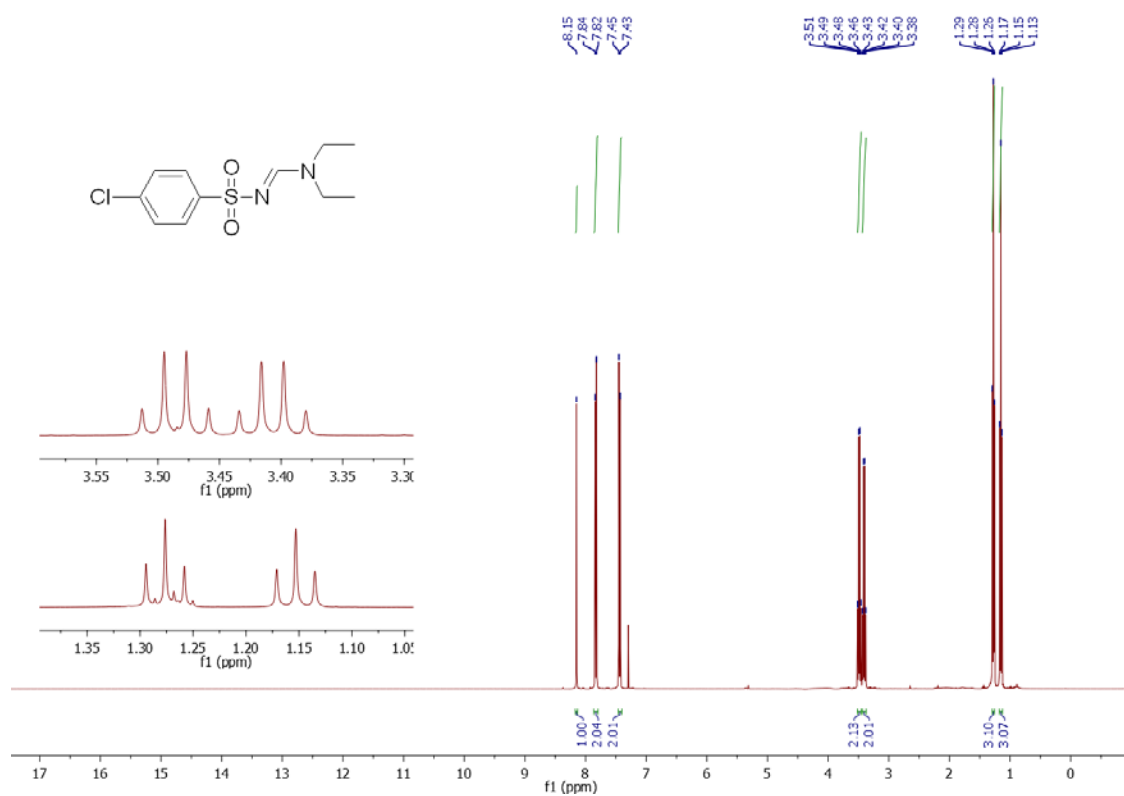 8.15 7.84 7.82 7.45 7.43 3.51 3.49 3.48 3.46 3.43 3.42 3.40 3.38 1.29 1.28 1.26 1.17 1.15 1.13
O
N
Cl
S
N
O
3.55 3.50 3.45 3.40 3.35 3.30
f1 (ppm)
1.35 1.30 1.25 1.20 1.15 1.10 1.05
f1 (ppm)
1.00 2.04 2.01 2.13 2.01 3.10 3.07
17 16 15 14 13 12 11 10 9 8 7 6 5 4 3 2 1 0
f1 (ppm)